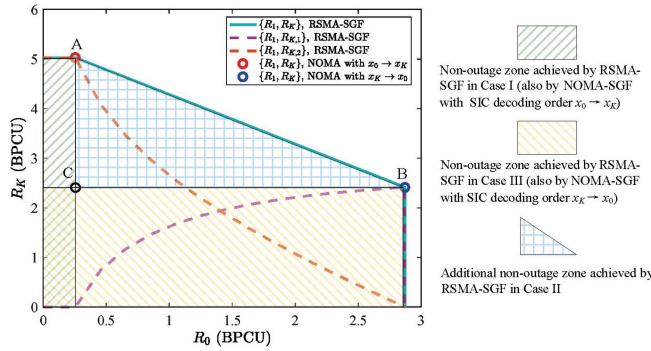 6
5
4
3
2
1
0
R_K (BPCU)
A
B
C
{R_1, R_K}, RSMA-SGF
{R_1, R_{K,1}}, RSMA-SGF
{R_1, R_{K,2}}, RSMA-SGF
{R_1, R_K}, NOMA with x_0 → x_K
{R_1, R_K}, NOMA with x_K → x_0
0
0.5
1
1.5
2
2.5
3
R_0 (BPCU)
Non-outage zone achieved by RSMA-
SGF in Case I (also by NOMA-SGF
with SIC decoding order x_0 → x_K)
Non-outage zone achieved by RSMA-
SGF in Case III (also by NOMA-SGF
with SIC decoding order x_K → x_0)
Additional non-outage zone achieved by
RSMA-SGF in Case II